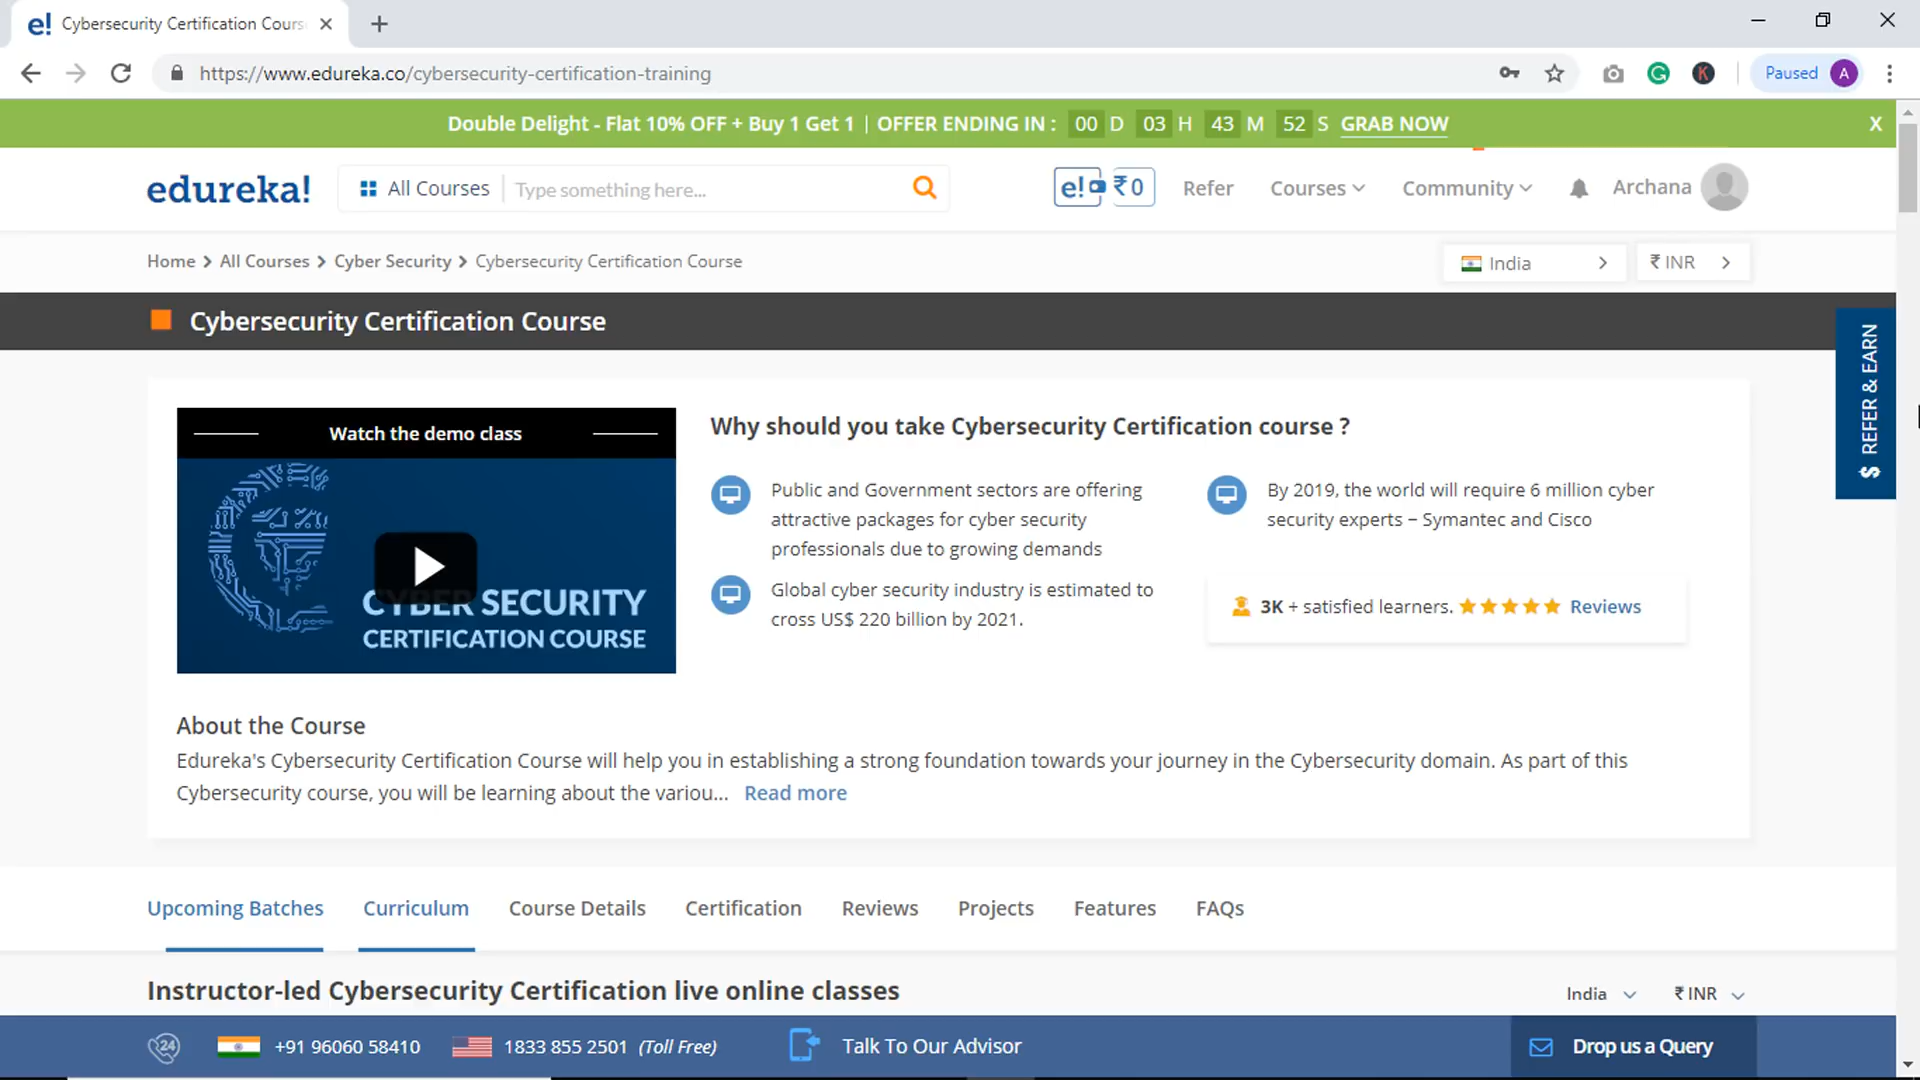 e! Cybersecurity Certification Cours
https://www.edureka.co/cybersecurity-certification-training
Paused A
Double Delight - Flat 10% OFF + Buy 1 Get 1 | OFFER ENDING IN : 00 D 03 H 43 M 52 S GRAB NOW X
edureka! All Courses Type something here... e! ₹ 0 Refer Courses Community Archana
Home > All Courses > Cyber Security > Cybersecurity Certification Course
India > ₹ INR >
Cybersecurity Certification Course
$ REFER & EARN
Watch the demo class
CYBER SECURITY
CERTIFICATION COURSE
Why should you take Cybersecurity Certification course ?
Public and Government sectors are offering
attractive packages for cyber security
professionals due to growing demands
By 2019, the world will require 6 million cyber
security experts – Symantec and Cisco
Global cyber security industry is estimated to
cross US$ 220 billion by 2021.
3K + satisfied learners. ★★★★★ Reviews
About the Course
Edureka's Cybersecurity Certification Course will help you in establishing a strong foundation towards your journey in the Cybersecurity domain. As part of this
Cybersecurity course, you will be learning about the variou... Read more
Upcoming Batches Curriculum Course Details Certification Reviews Projects Features FAQs
Instructor-led Cybersecurity Certification live online classes
India ₹ INR
24 +91 96060 58410 1833 855 2501 (Toll Free) Talk To Our Advisor Drop us a Query